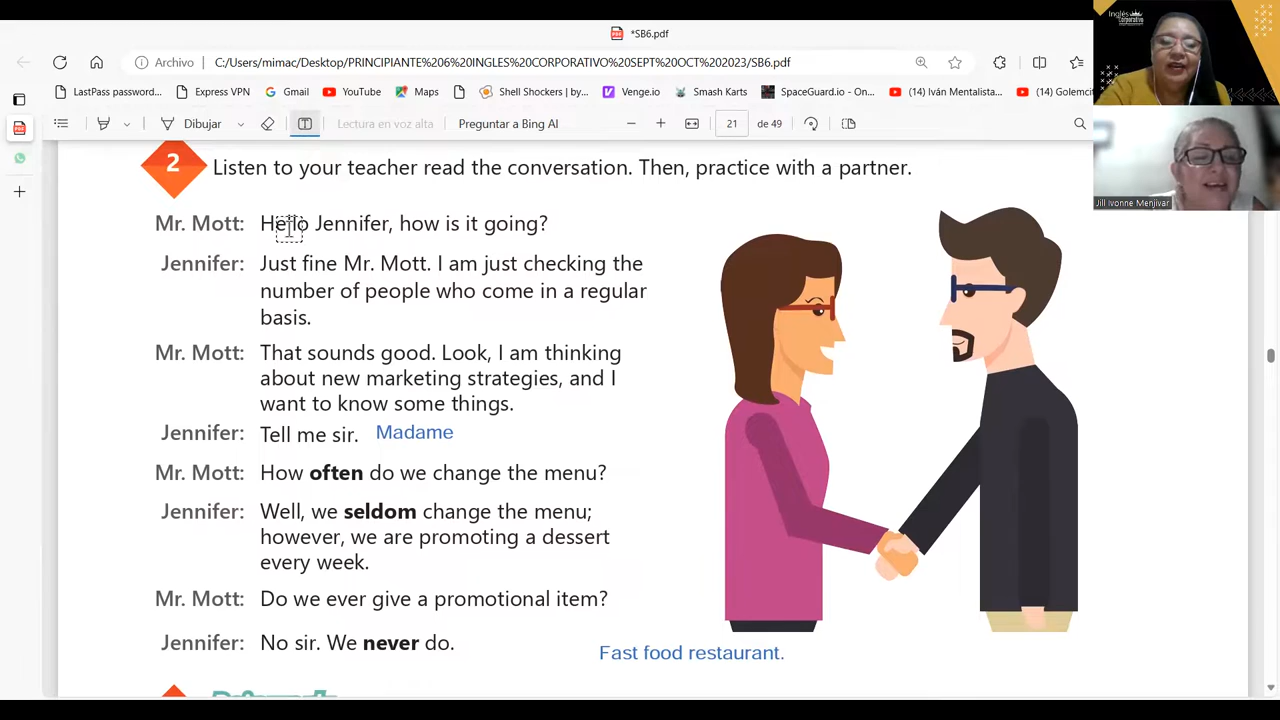 *SB6.pdf
Archivo C:/Users/mimac/Desktop/PRINCIPIANTE%206%20INGLES%20CORPORATIVO%20SEPT%20OCT%202023/SB6.pdf
LastPass password... Express VPN Gmail YouTube Maps Shell Shockers | by... Venge.io Smash Karts SpaceGuard.io - On... (14) Iván Mentalista... (14) Golemcit
Dibujar Lectura en voz alta Preguntar a Bing AI 21 de 49
Inglés
Corporativo
Jill Ivonne Menjivar
2 Listen to your teacher read the conversation. Then, practice with a partner.
Mr. Mott: Hello Jennifer, how is it going?
Jennifer: Just fine Mr. Mott. I am just checking the
number of people who come in a regular
basis.
Mr. Mott: That sounds good. Look, I am thinking
about new marketing strategies, and I
want to know some things.
Jennifer: Tell me sir. Madame
Mr. Mott: How often do we change the menu?
Jennifer: Well, we seldom change the menu;
however, we are promoting a dessert
every week.
Mr. Mott: Do we ever give a promotional item?
Jennifer: No sir. We never do.
Fast food restaurant.